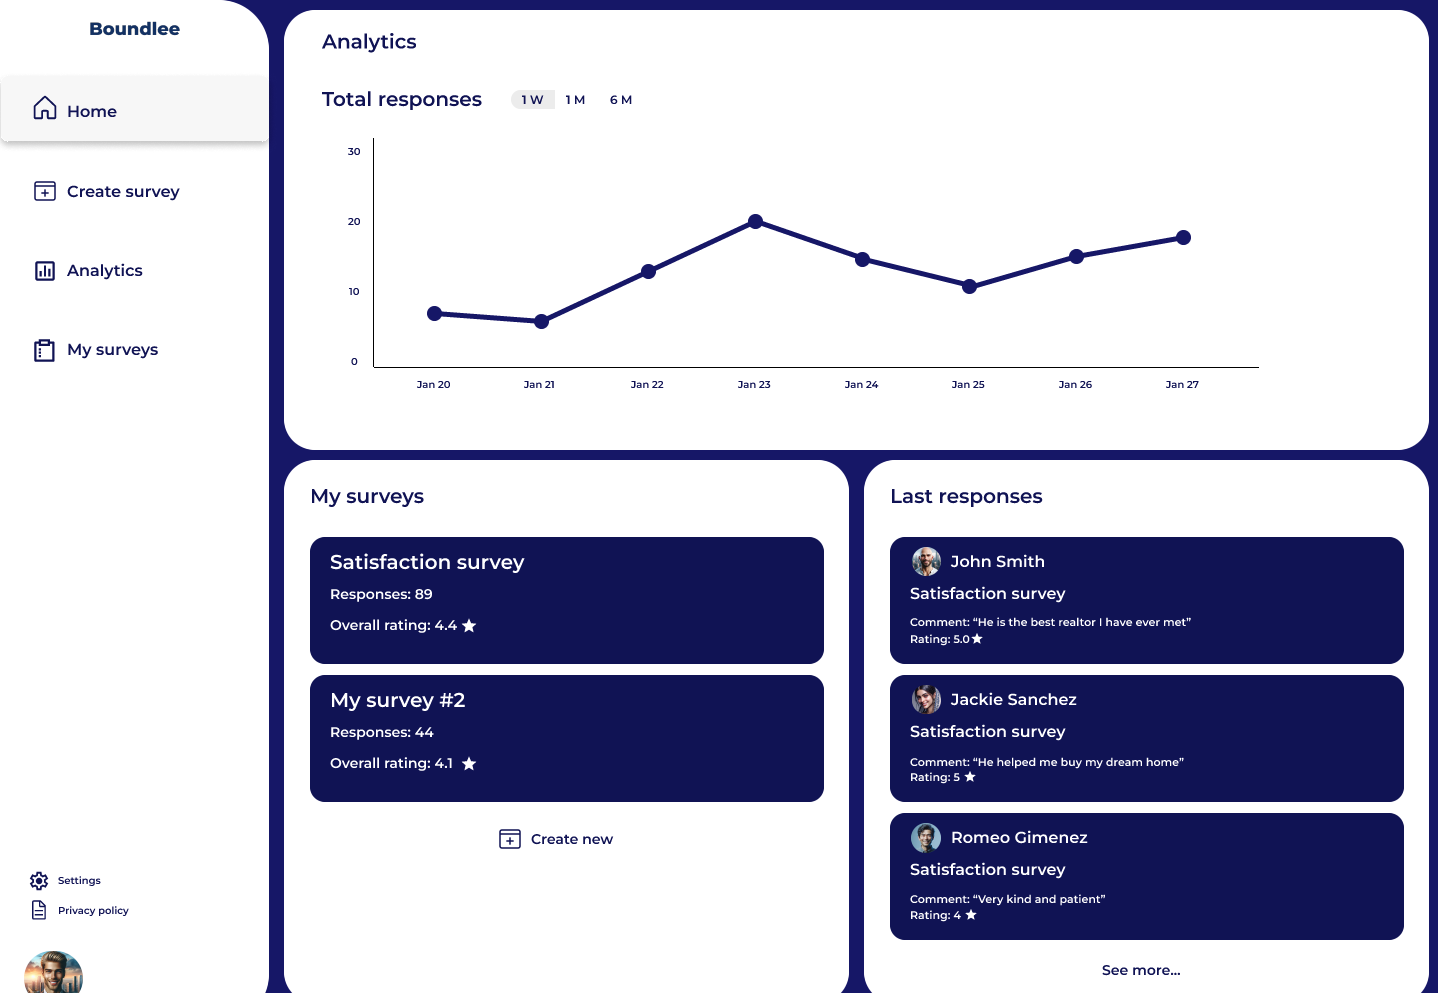 Boundlee
Home
Create survey
Analytics
My surveys
Settings
Privacy policy
Analytics
Total responses
1 W 1 M 6 M
30
20
10
0
Jan 20 Jan 21 Jan 22 Jan 23 Jan 24 Jan 25 Jan 26 Jan 27
My surveys
Satisfaction survey
Responses: 89
Overall rating: 4.4
My survey #2
Responses: 44
Overall rating: 4.1
Create new
Last responses
John Smith
Satisfaction survey
Comment: “He is the best realtor I have ever met”
Rating: 5.0
Jackie Sanchez
Satisfaction survey
Comment: “He helped me buy my dream home”
Rating: 5
Romeo Gimenez
Satisfaction survey
Comment: “Very kind and patient”
Rating: 4
See more...